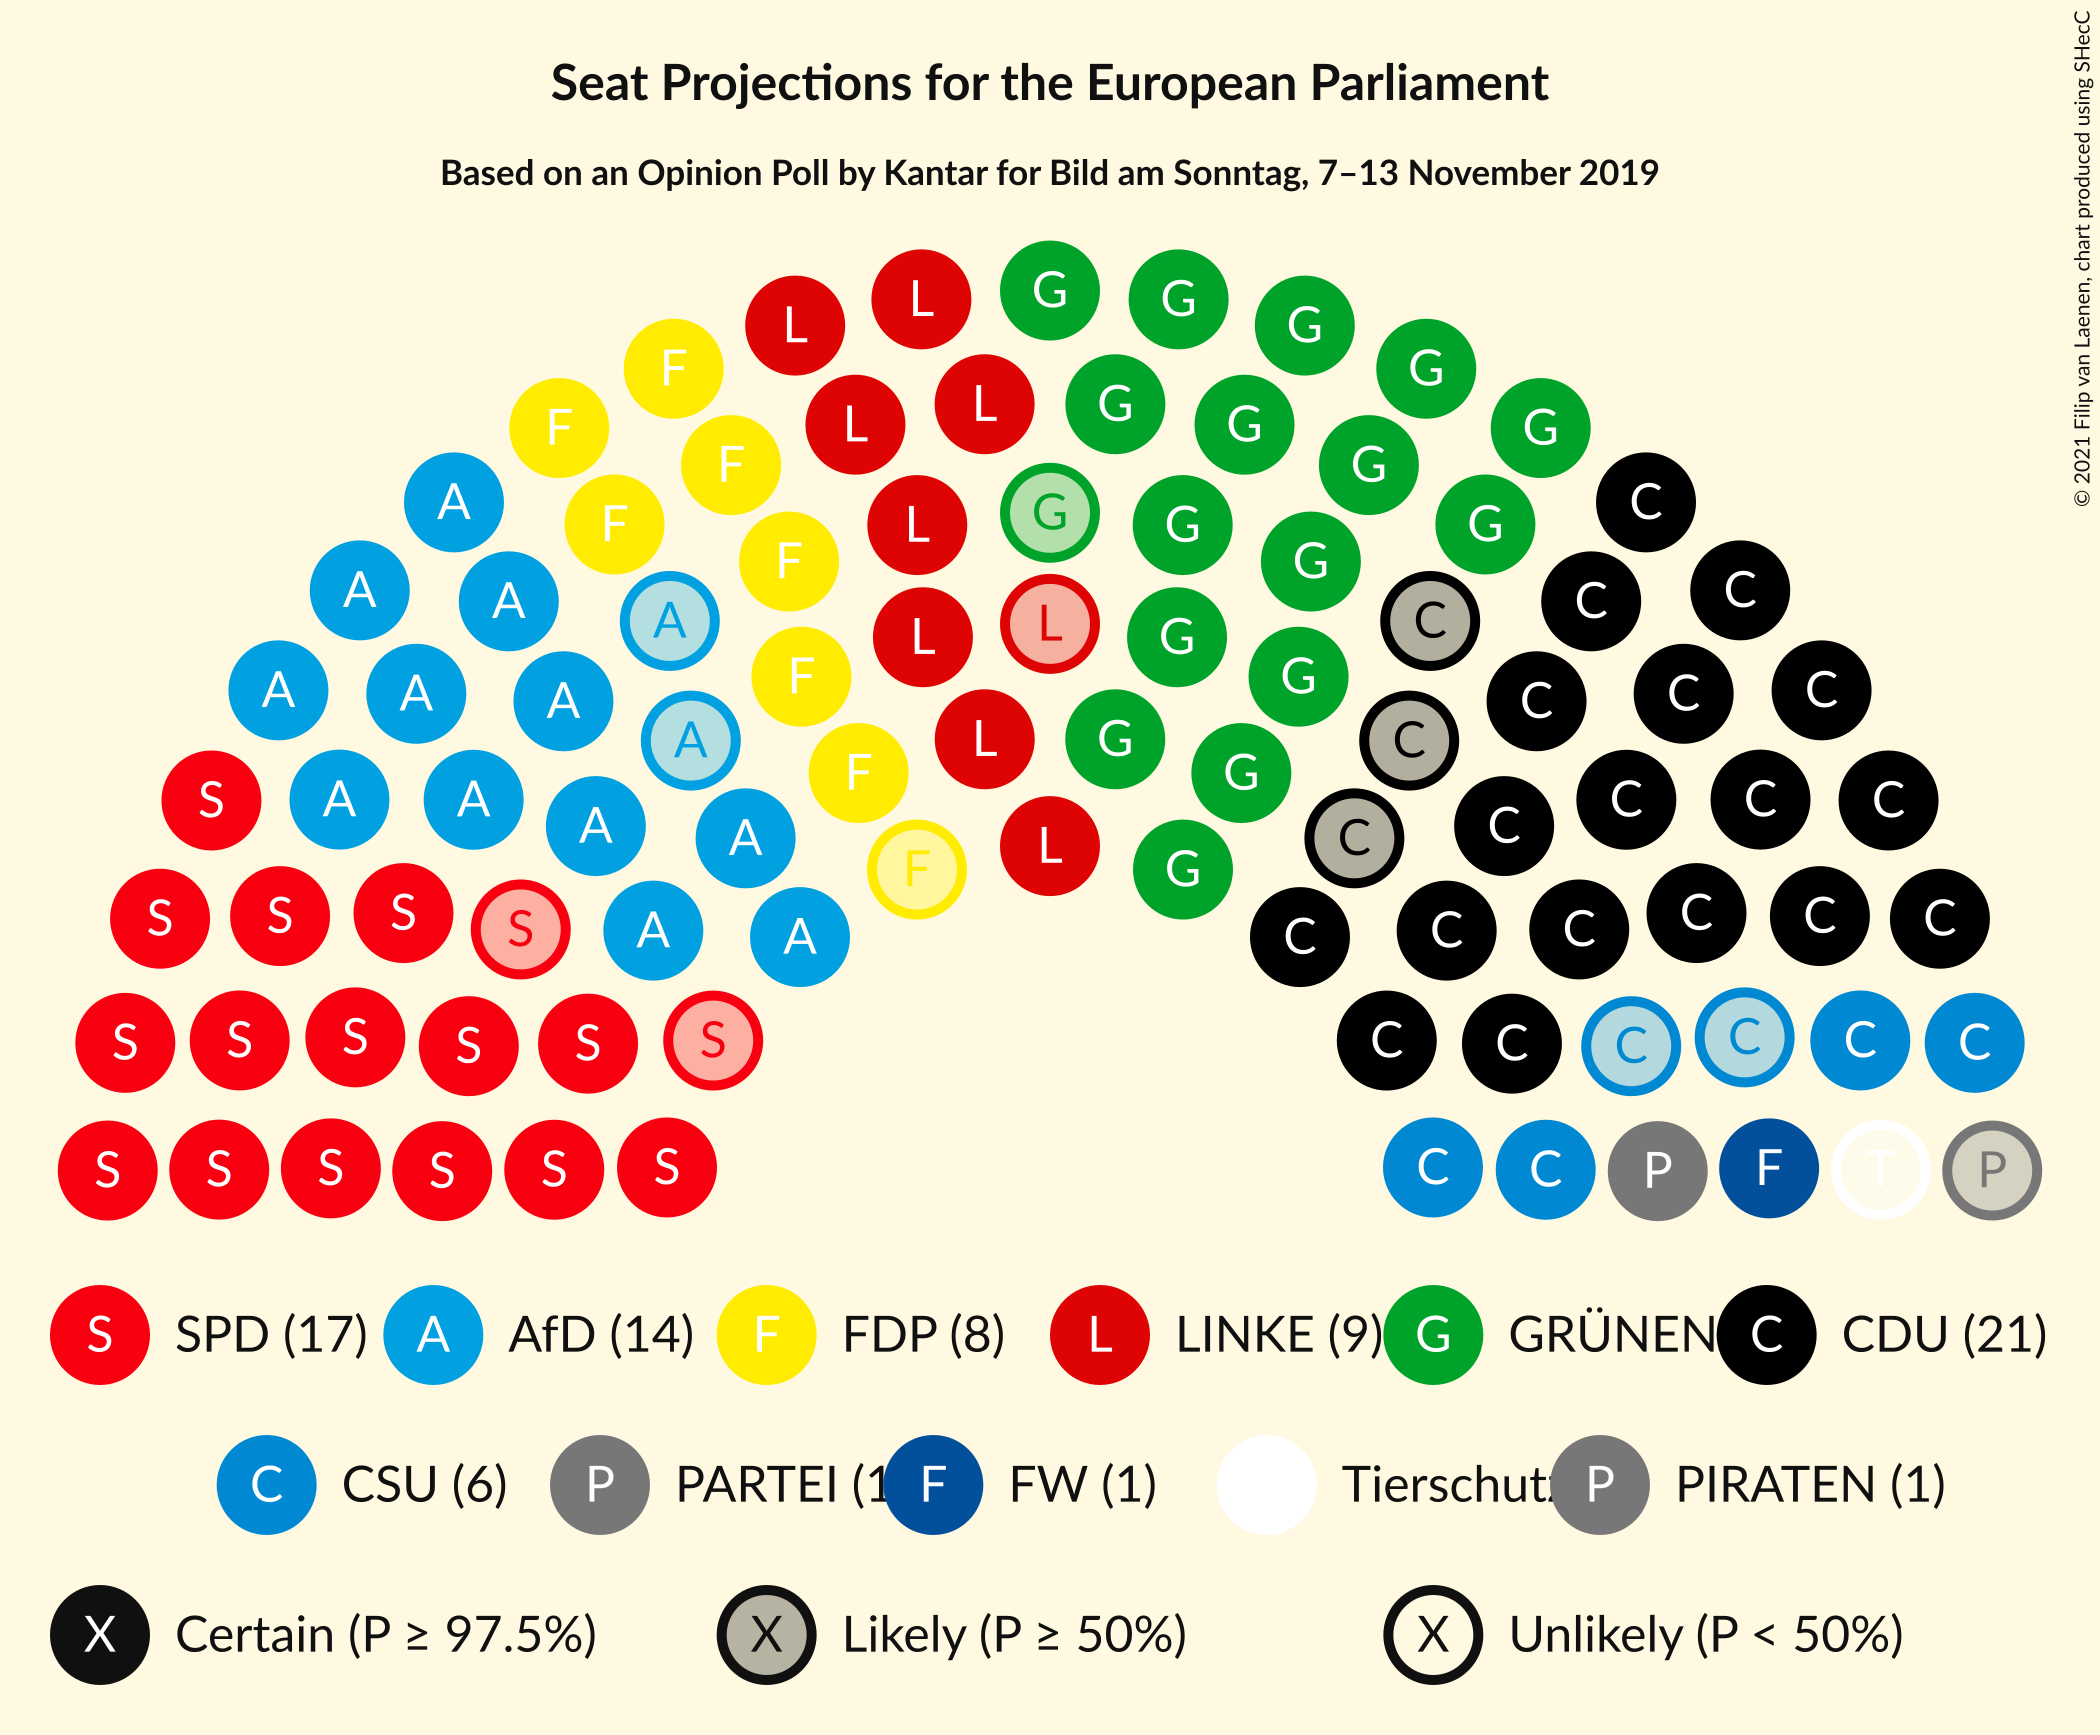 Seat Projections for the European Parliament
Based on an Opinion Poll by Kantar for Bild am Sonntag, 7–13 November 2019
© 2021 Filip van Laenen, chart produced using SHecC
L L G G G
F F G G
L L G G
A F F G G C
L G G
A A F F G C C
A L L G C
A A A F G C C C
A L G C
S A A A A F G C C C C C
F L G
S S S S A A C C C C C C
S S S S S S C C C C C C
S S S S S S C C P F T P
S SPD (17) A AfD (14) F FDP (8) L LINKE (9) G GRÜNEN C CDU (21)
C CSU (6) P PARTEI (1 F FW (1) Tierschutz P PIRATEN (1)
X Certain (P ≥ 97.5%) X Likely (P ≥ 50%) X Unlikely (P < 50%)